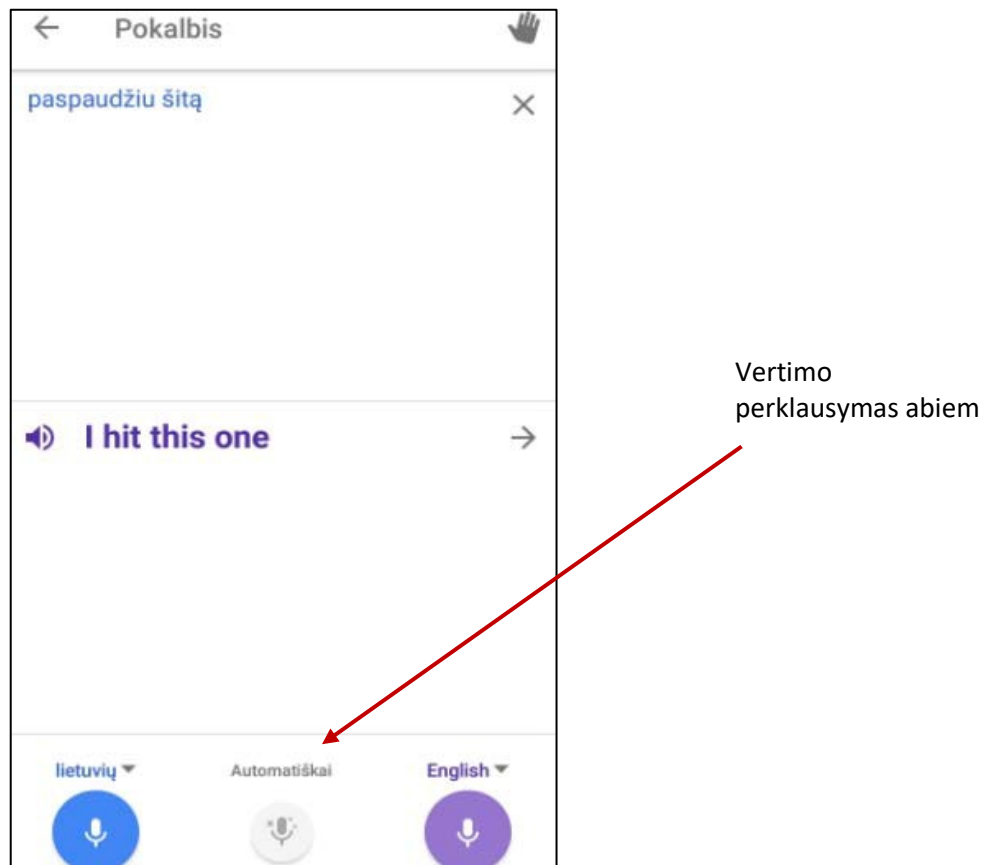 Pokalbis
paspaudžiu šitą
Vertimo
perklausymas abiem
I hit this one
lietuvių
Automatiškai
English